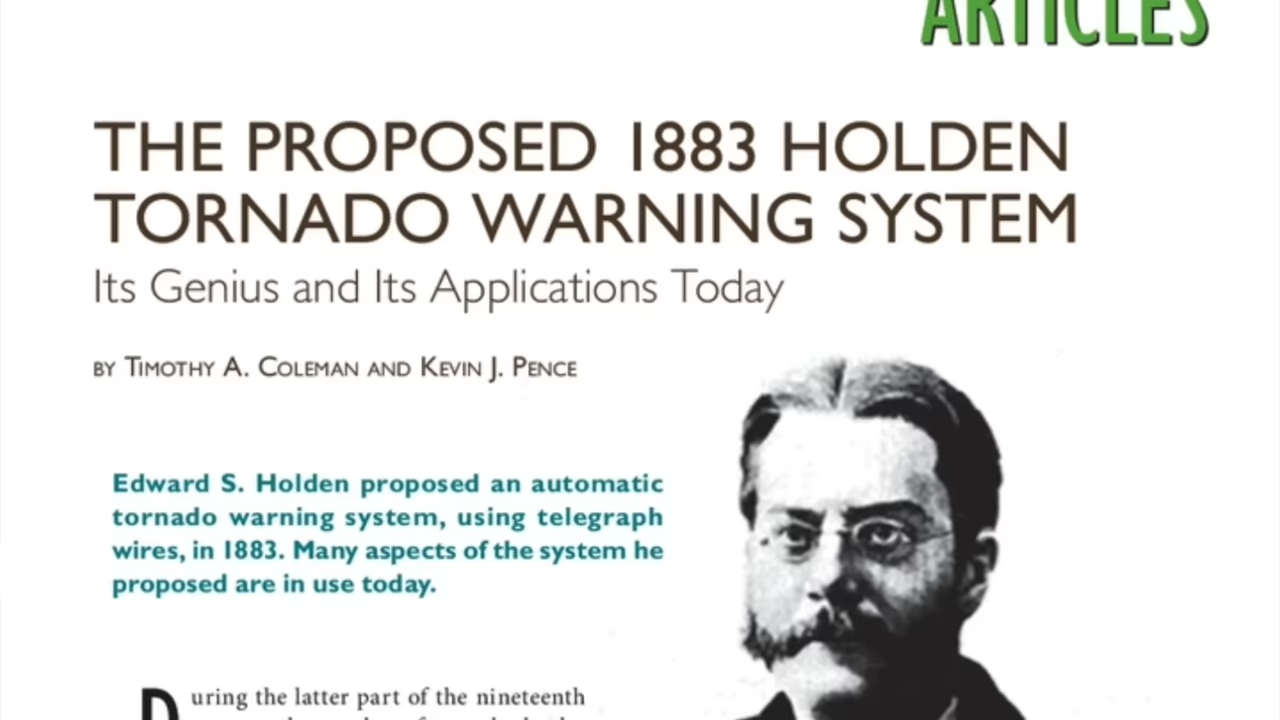 ARTICLES
THE PROPOSED 1883 HOLDEN
TORNADO WARNING SYSTEM
Its Genius and Its Applications Today
BY TIMOTHY A. COLEMAN AND KEVIN J. PENCE
Edward S. Holden proposed an automatic
tornado warning system, using telegraph
wires, in 1883. Many aspects of the system he
proposed are in use today.
During the latter part of the nineteenth